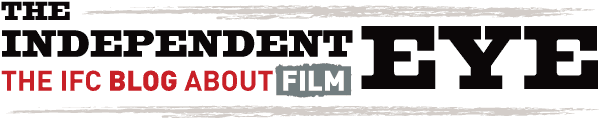 THE
INDEPENDENT
EYE
THE IFC BLOG ABOUT FILM